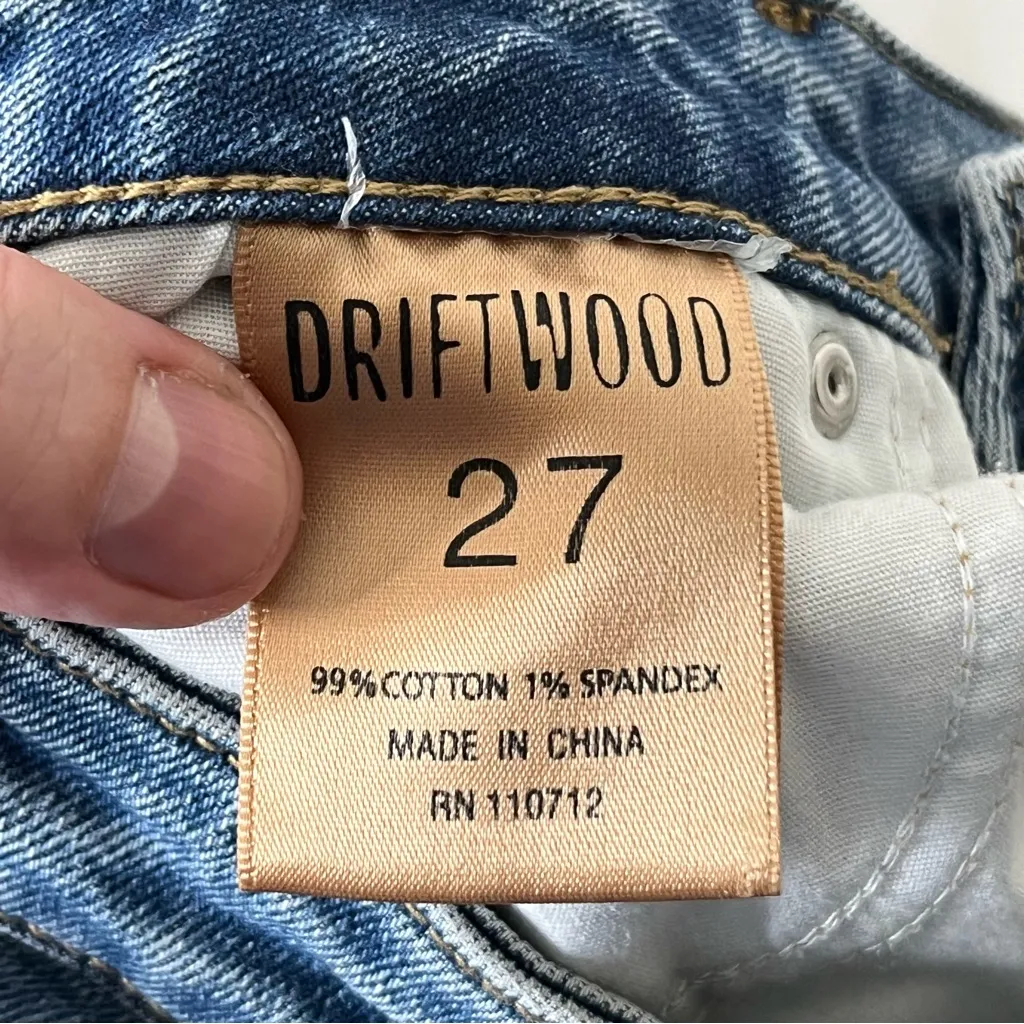 DRIFTWOOD
27
99%COTTON 1% SPANDEX
MADE IN CHINA
RN 110712